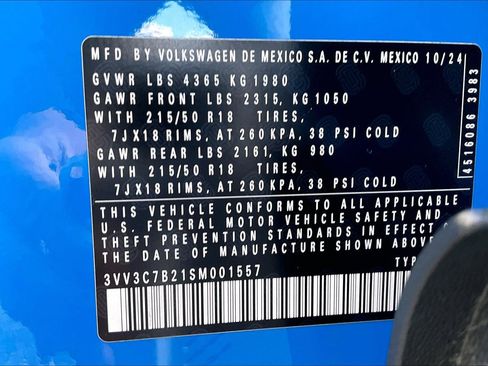 MFD BY VOLKSWAGEN DE MEXICO S.A. DE C.V. MEXICO 10/24
GVWR LBS 4365 KG 1980
GAWR FRONT LBS 2315, KG 1050
WITH 215/50 R18 TIRES,
7JX18 RIMS, AT 260 KPA, 38 PSI COLD
GAWR REAR LBS 2161, KG 980
WITH 215/50 R18 TIRES,
7JX18 RIMS, AT 260 KPA, 38 PSI COLD
THIS VEHICLE CONFORMS TO ALL APPLICABLE
U.S. FEDERAL MOTOR VEHICLE SAFETY AND
THEFT PREVENTION STANDARDS IN EFFECT O
THE DATE OF MANUFACTURE SHOWN ABOVE.
3VV3C7B21SM001557 TYP
4516086 3983